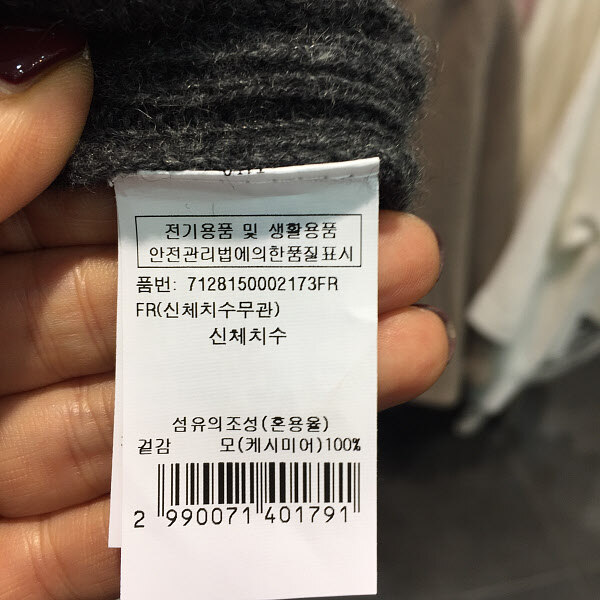 전기용품 및 생활용품
안전관리법에의한품질표시
품번: 7128150002173FR
FR(신체치수무관)
신체치수
섬유의조성(혼용율)
겉감 모(케시미어)100%
2 990071 401791